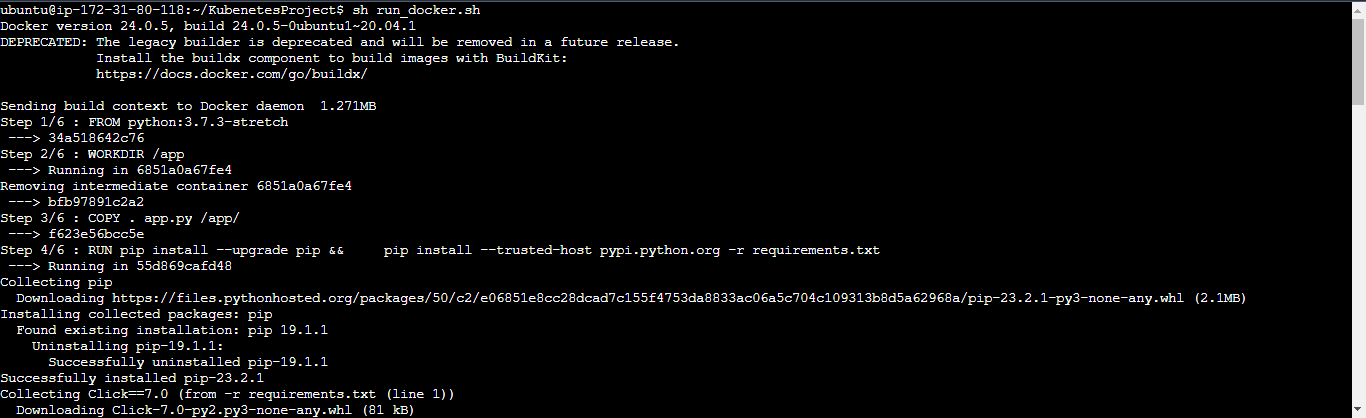 ubuntu@ip-172-31-80-118:~/KubenetesProject$ sh run_docker.sh
Docker version 24.0.5, build 24.0.5-0ubuntu1~20.04.1
DEPRECATED: The legacy builder is deprecated and will be removed in a future release.
            Install the buildx component to build images with BuildKit:
            https://docs.docker.com/go/buildx/

Sending build context to Docker daemon  1.271MB
Step 1/6 : FROM python:3.7.3-stretch
 ---> 34a518642c76
Step 2/6 : WORKDIR /app
 ---> Running in 6851a0a67fe4
Removing intermediate container 6851a0a67fe4
 ---> bfb97891c2a2
Step 3/6 : COPY . app.py /app/
 ---> f623e56bcc5e
Step 4/6 : RUN pip install --upgrade pip &&     pip install --trusted-host pypi.python.org -r requirements.txt
 ---> Running in 55d869cafd48
Collecting pip
  Downloading https://files.pythonhosted.org/packages/50/c2/e06851e8cc28dcad7c155f4753da8833ac06a5c704c109313b8d5a62968a/pip-23.2.1-py3-none-any.whl (2.1MB)
Installing collected packages: pip
  Found existing installation: pip 19.1.1
    Uninstalling pip-19.1.1:
      Successfully uninstalled pip-19.1.1
Successfully installed pip-23.2.1
Collecting Click==7.0 (from -r requirements.txt (line 1))
  Downloading Click-7.0-py2.py3-none-any.whl (81 kB)